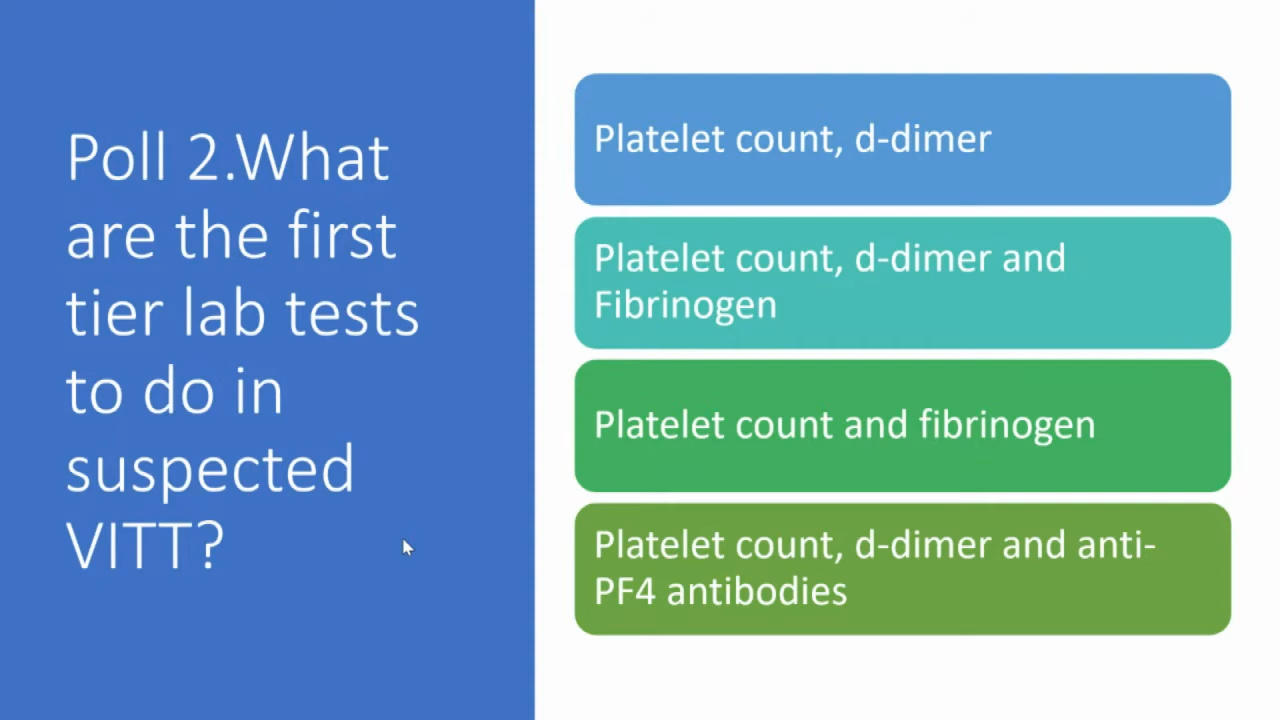 Poll 2.What
are the first
tier lab tests
to do in
suspected
VITT?
Platelet count, d-dimer
Platelet count, d-dimer and
Fibrinogen
Platelet count and fibrinogen
Platelet count, d-dimer and anti-
PF4 antibodies